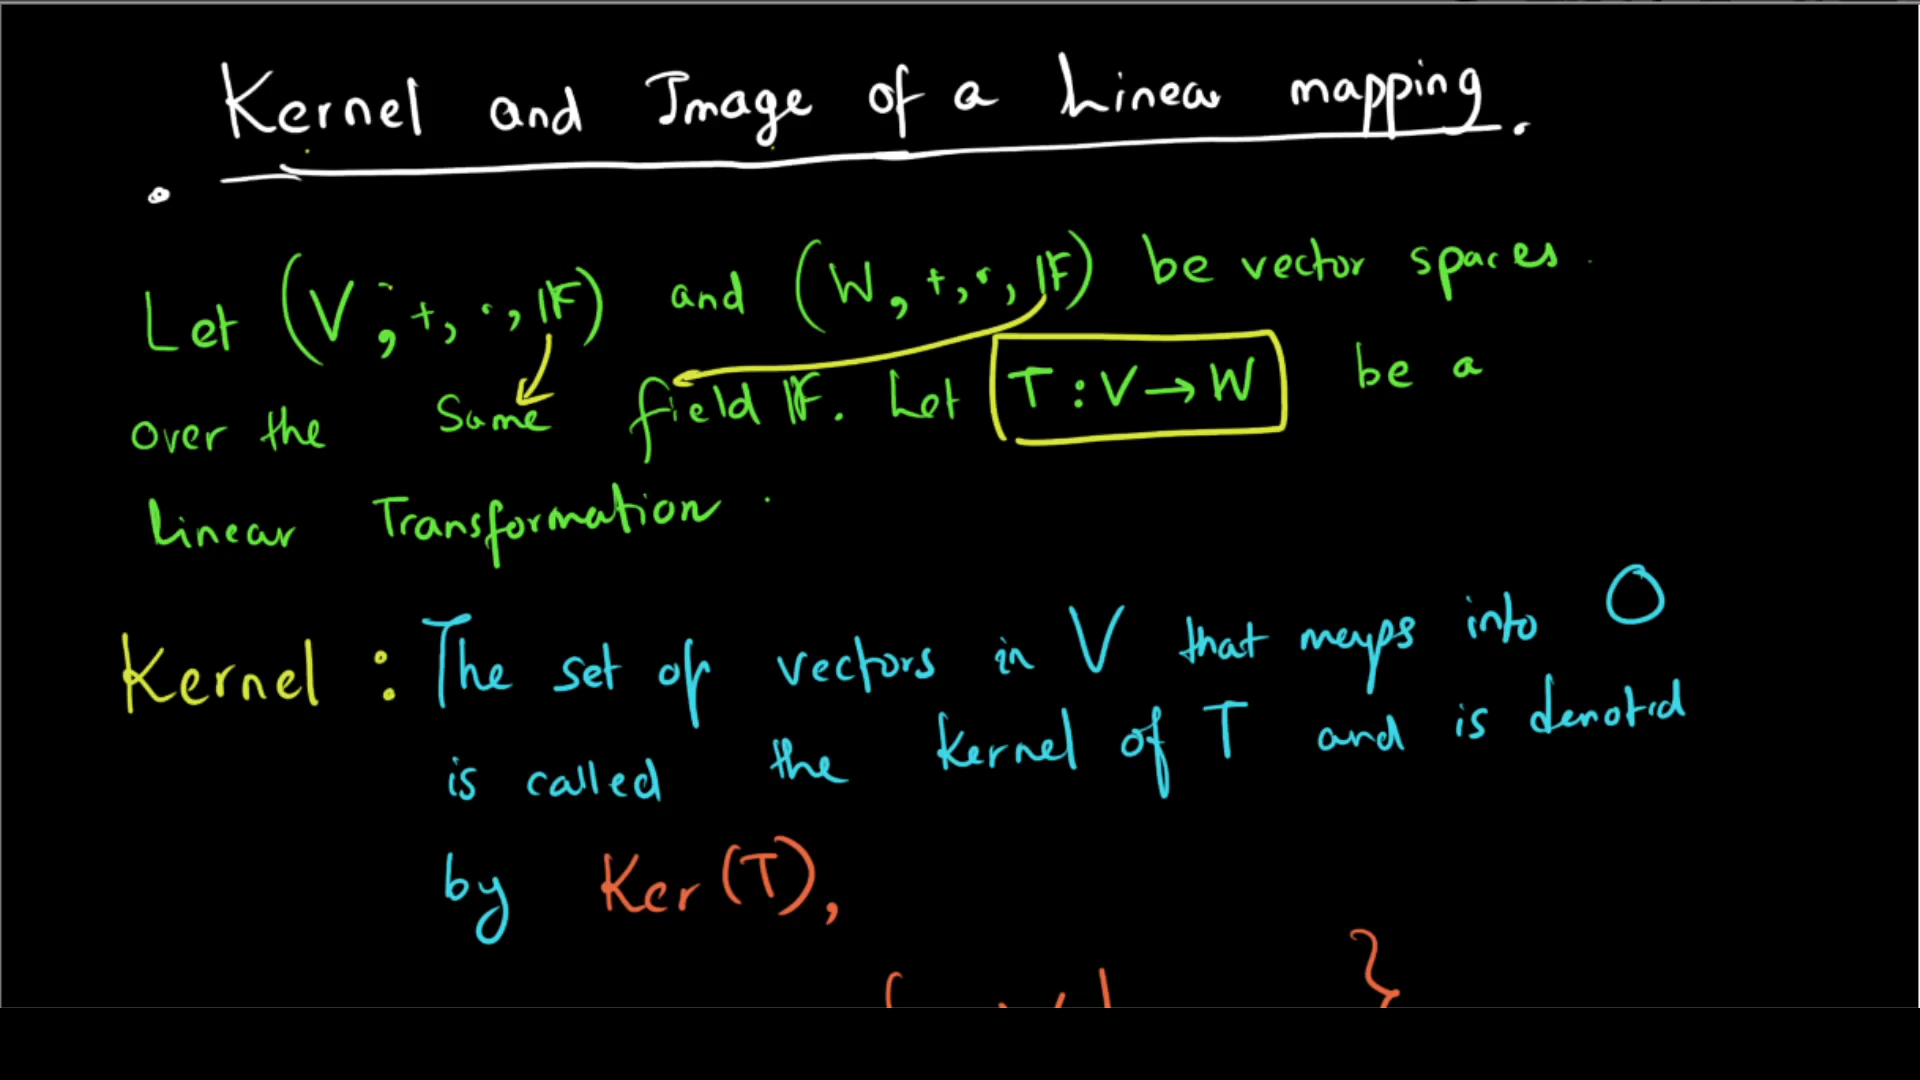 Kernel and Image of a Linear mapping.
Let (V, +, ·, 𝔽) and (W, +, ·, 𝔽) be vector spaces.
over the Same field 𝔽. Let T : V → W be a
linear Transformation.
Kernel : The set of vectors in V that maps into 0
is called the kernel of T and is denoted
by Ker (T),